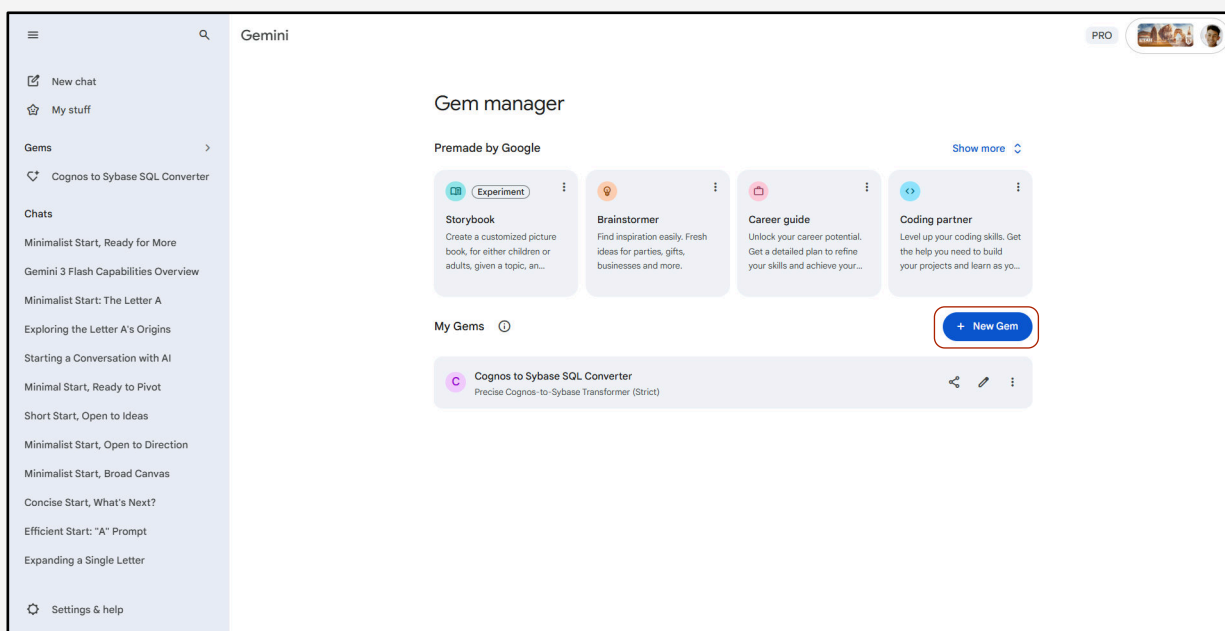 Gemini
PRO
New chat
My stuff
Gems
Cognos to Sybase SQL Converter
Chats
Minimalist Start, Ready for More
Gemini 3 Flash Capabilities Overview
Minimalist Start: The Letter A
Exploring the Letter A's Origins
Starting a Conversation with AI
Minimal Start, Ready to Pivot
Short Start, Open to Ideas
Minimalist Start, Open to Direction
Minimalist Start, Broad Canvas
Concise Start, What's Next?
Efficient Start: "A" Prompt
Expanding a Single Letter
Settings & help
Gem manager
Premade by Google
Show more
Experiment
Storybook
Create a customized picture
book, for either children or
adults, given a topic, an...
Brainstormer
Find inspiration easily. Fresh
ideas for parties, gifts,
businesses and more.
Career guide
Unlock your career potential.
Get a detailed plan to refine
your skills and achieve your...
Coding partner
Level up your coding skills. Get
the help you need to build
your projects and learn as yo...
My Gems
+ New Gem
C
Cognos to Sybase SQL Converter
Precise Cognos-to-Sybase Transformer (Strict)